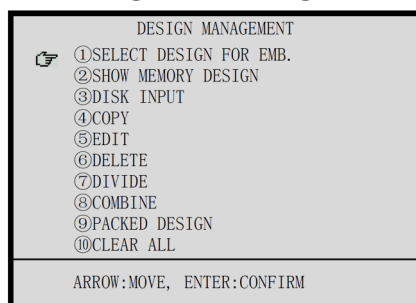 DESIGN MANAGEMENT
①SELECT DESIGN FOR EMB.
②SHOW MEMORY DESIGN
③DISK INPUT
④COPY
⑤EDIT
⑥DELETE
⑦DIVIDE
⑧COMBINE
⑨PACKED DESIGN
⑩CLEAR ALL
ARROW:MOVE, ENTER:CONFIRM